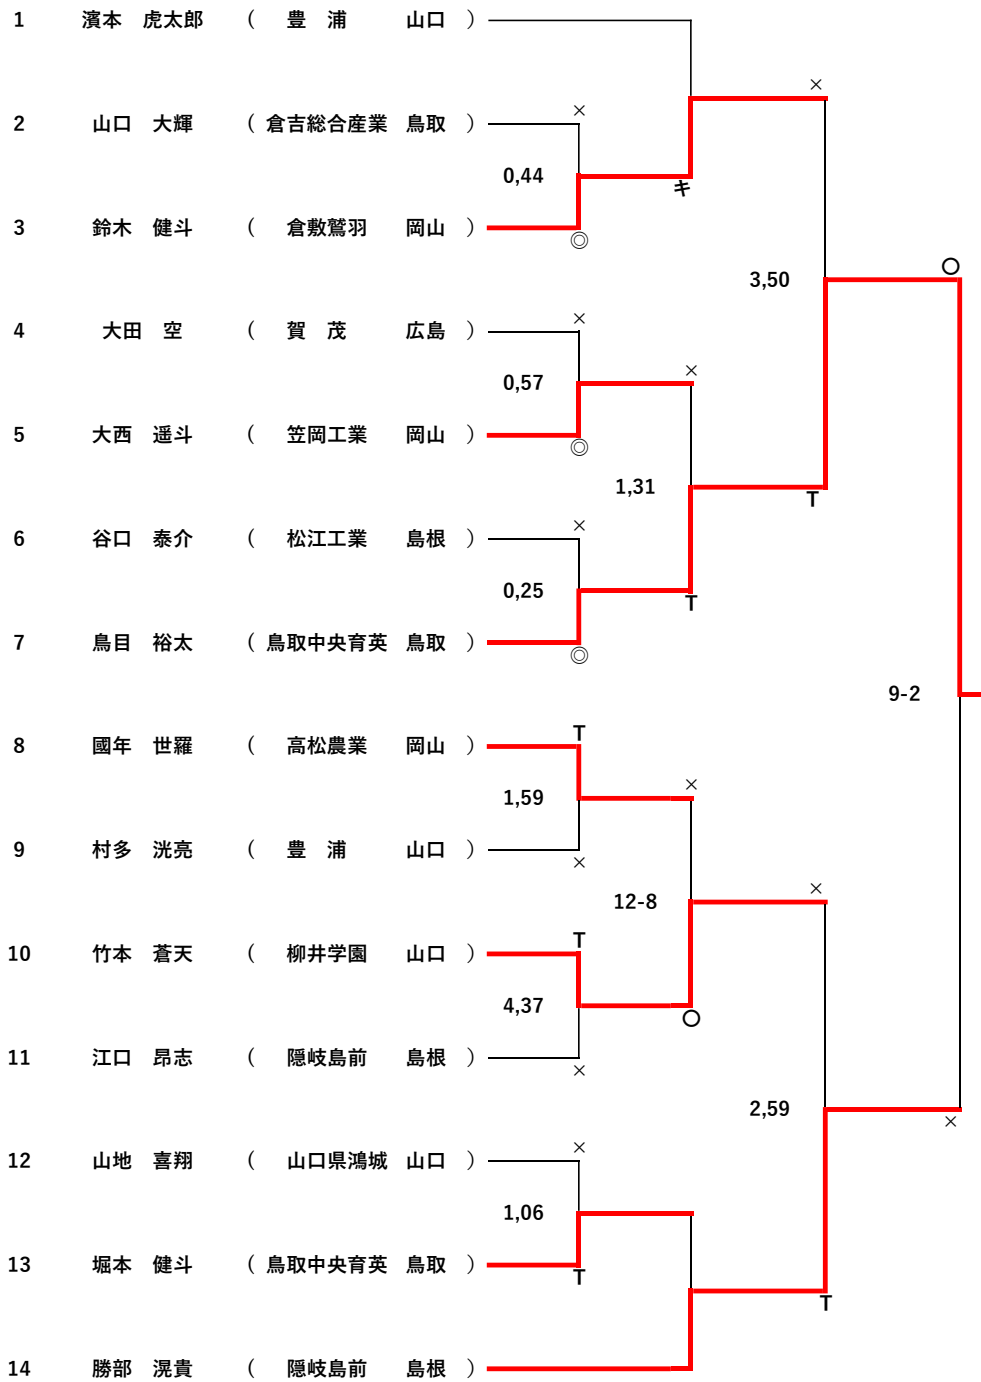 1 濱本 虎太郎 ( 豊 浦 山口 )
×
2 山口 大輝 ( 倉吉総合産業 鳥取 ) ×
0,44
キ
3 鈴木 健斗 ( 倉敷鷲羽 岡山 )
◎
3,50
○
4 大田 空 ( 賀 茂 広島 ) ×
0,57
×
5 大西 遥斗 ( 笠岡工業 岡山 )
◎
1,31
T
6 谷口 泰介 ( 松江工業 島根 ) ×
0,25
T
7 鳥目 裕太 ( 鳥取中央育英 鳥取 )
◎
9-2
8 國年 世羅 ( 高松農業 岡山 ) T
1,59
×
9 村多 洸亮 ( 豊 浦 山口 )
×
12-8
×
10 竹本 蒼天 ( 柳井学園 山口 ) T
4,37
○
11 江口 昂志 ( 隠岐島前 島根 )
×
2,59
×
12 山地 喜翔 ( 山口県鴻城 山口 ) ×
1,06
13 堀本 健斗 ( 鳥取中央育英 鳥取 )
T
T
14 勝部 滉貴 ( 隠岐島前 島根 )